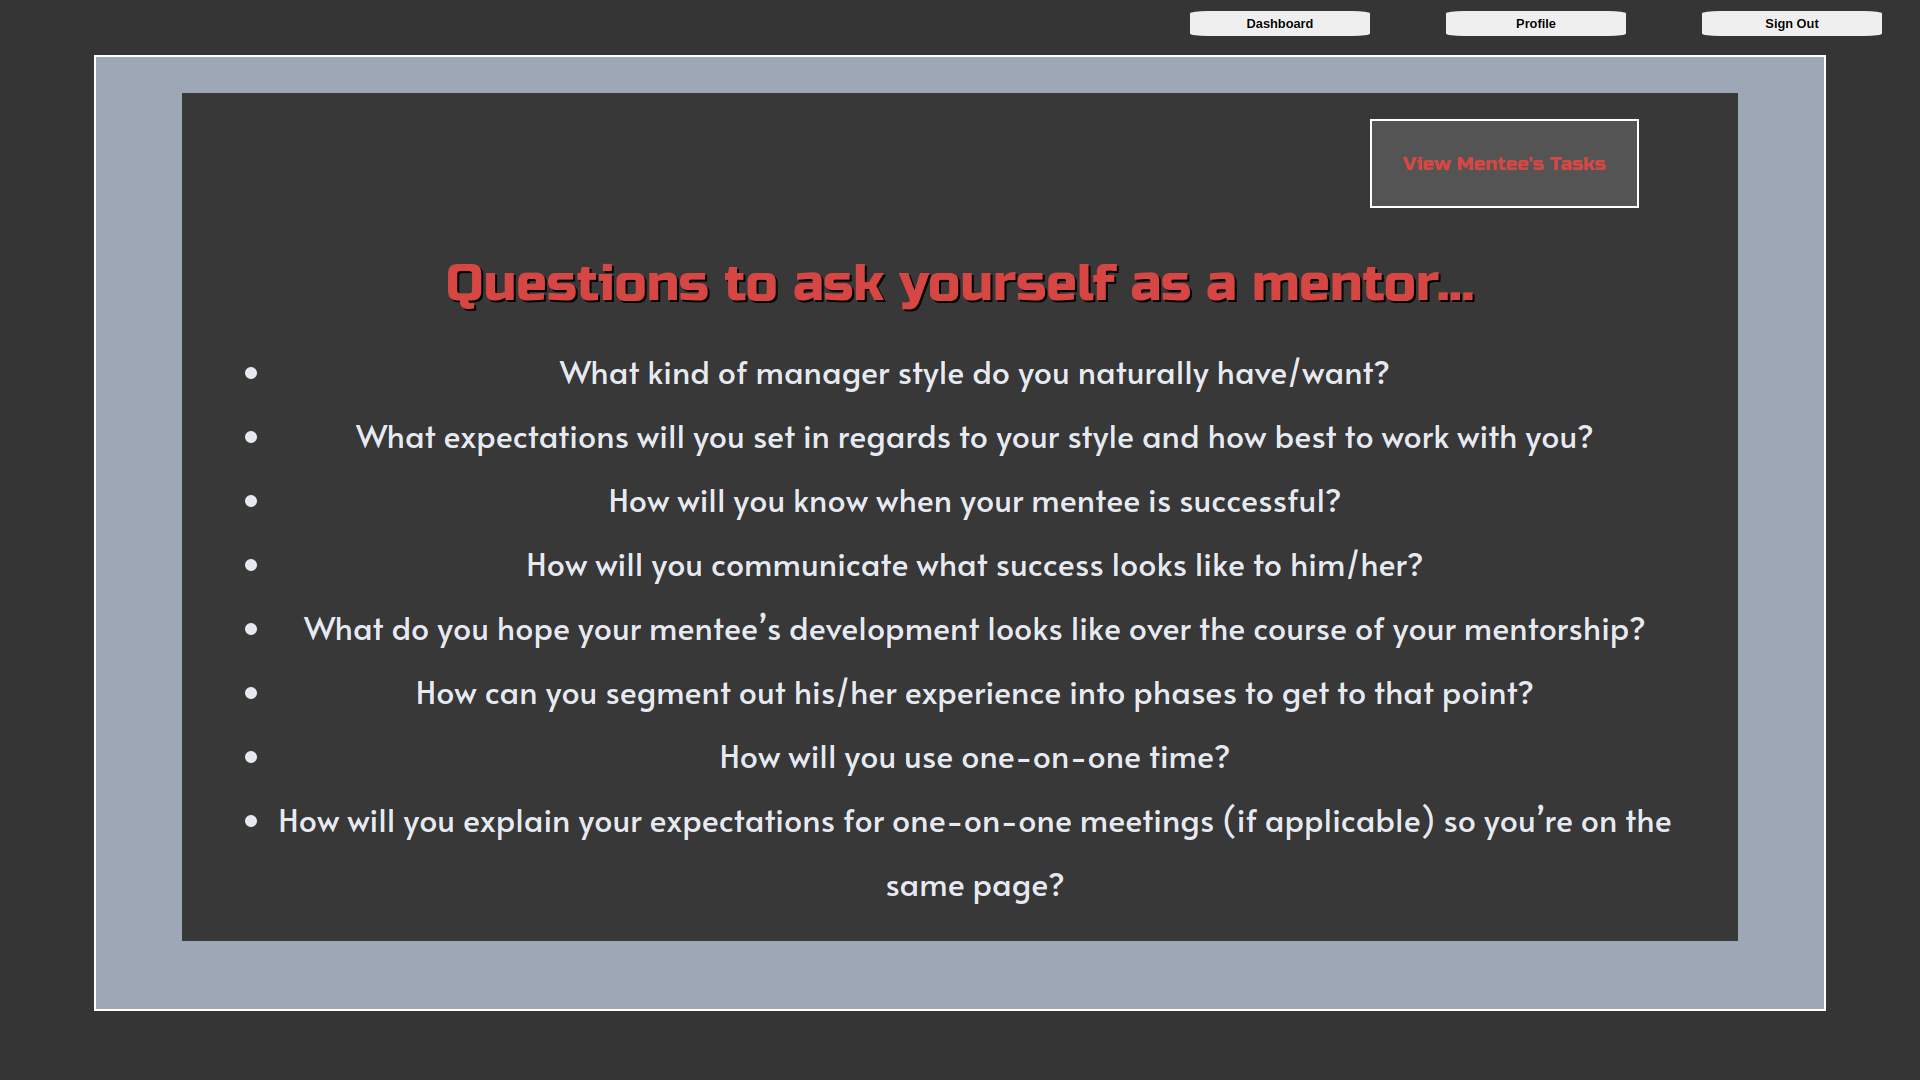 Dashboard
Profile
Sign Out
View Mentee's Tasks
Questions to ask yourself as a mentor...
What kind of manager style do you naturally have/want?
What expectations will you set in regards to your style and how best to work with you?
How will you know when your mentee is successful?
How will you communicate what success looks like to him/her?
What do you hope your mentee’s development looks like over the course of your mentorship?
How can you segment out his/her experience into phases to get to that point?
How will you use one-on-one time?
How will you explain your expectations for one-on-one meetings (if applicable) so you’re on the
same page?